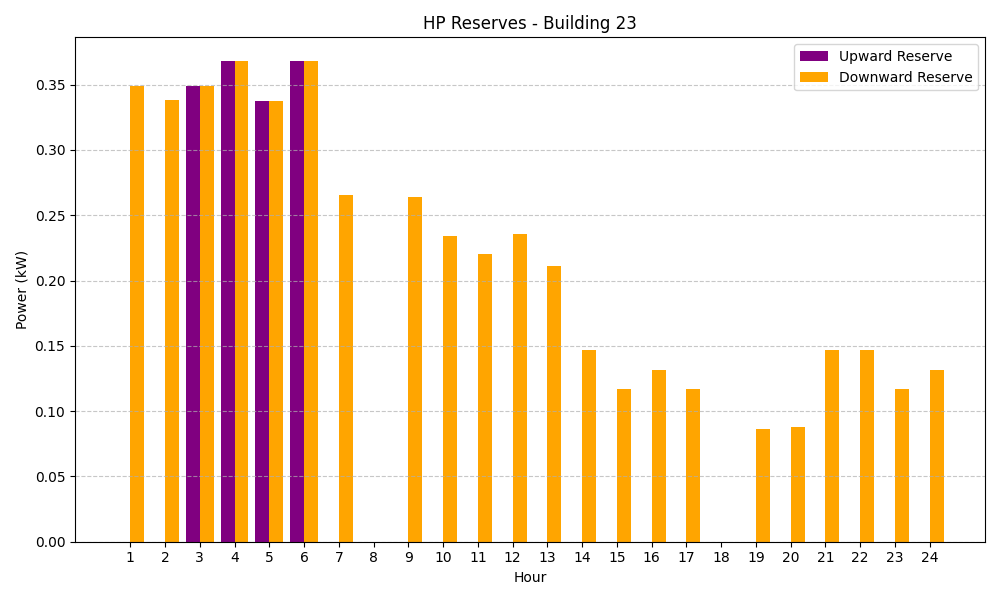 HP Reserves - Building 23
Upward Reserve
Downward Reserve
Power (kW)
0.35
0.30
0.25
0.20
0.15
0.10
0.05
0.00
1 2 3 4 5 6 7 8 9 10 11 12 13 14 15 16 17 18 19 20 21 22 23 24
Hour